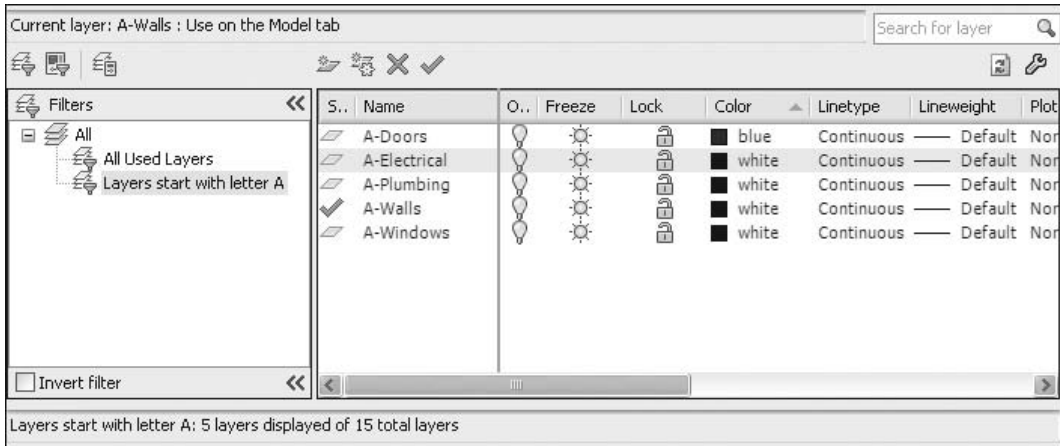 Current layer: A-Walls : Use on the Model tab
Search for layer
Filters
All
All Used Layers
Layers start with letter A
Invert filter
S.. Name O.. Freeze Lock Color Linetype Lineweight Plot
A-Doors blue Continuous Default Nor
A-Electrical white Continuous Default Nor
A-Plumbing white Continuous Default Nor
A-Walls white Continuous Default Nor
A-Windows white Continuous Default Nor
Layers start with letter A: 5 layers displayed of 15 total layers